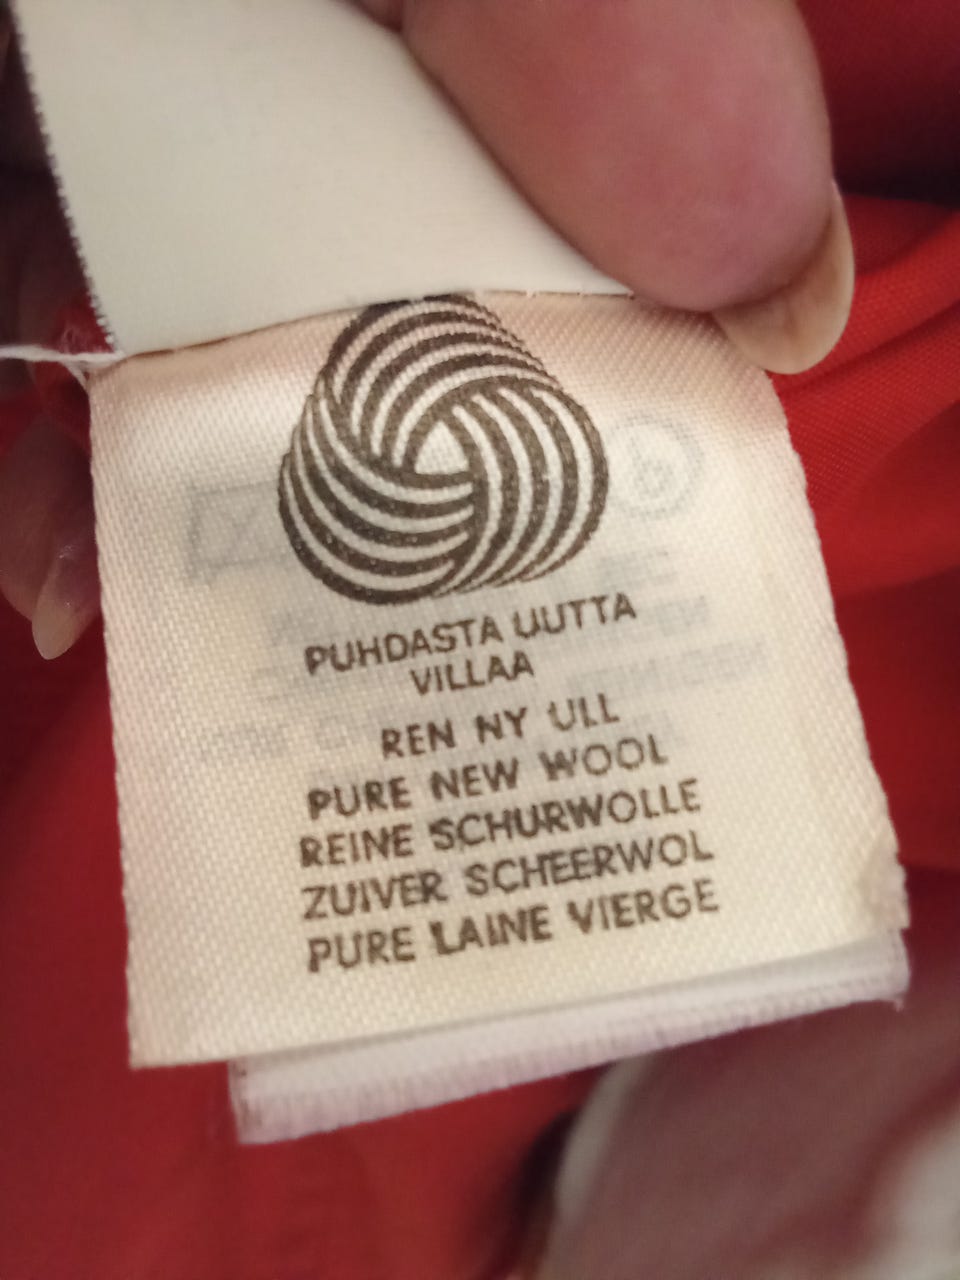 PUHDASTA UUTTA
VILLAA
REN NY ULL
PURE NEW WOOL
REINE SCHURWOLLE
ZUIVER SCHEERWOL
PURE LAINE VIERGE